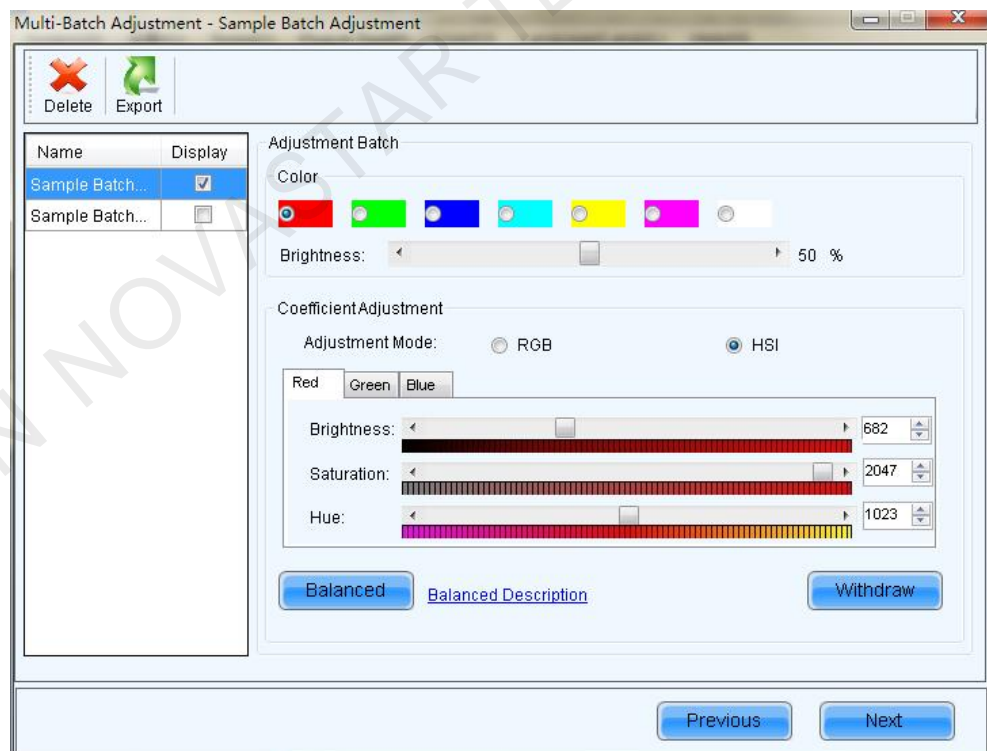 Multi-Batch Adjustment - Sample Batch Adjustment
Delete Export
Name Display
Sample Batch...
Sample Batch...
Adjustment Batch
Color
Brightness: 50 %
Coefficient Adjustment
Adjustment Mode: RGB HSI
Red Green Blue
Brightness: 682
Saturation: 2047
Hue: 1023
Balanced Balanced Description Withdraw
Previous Next
NOVASTAR